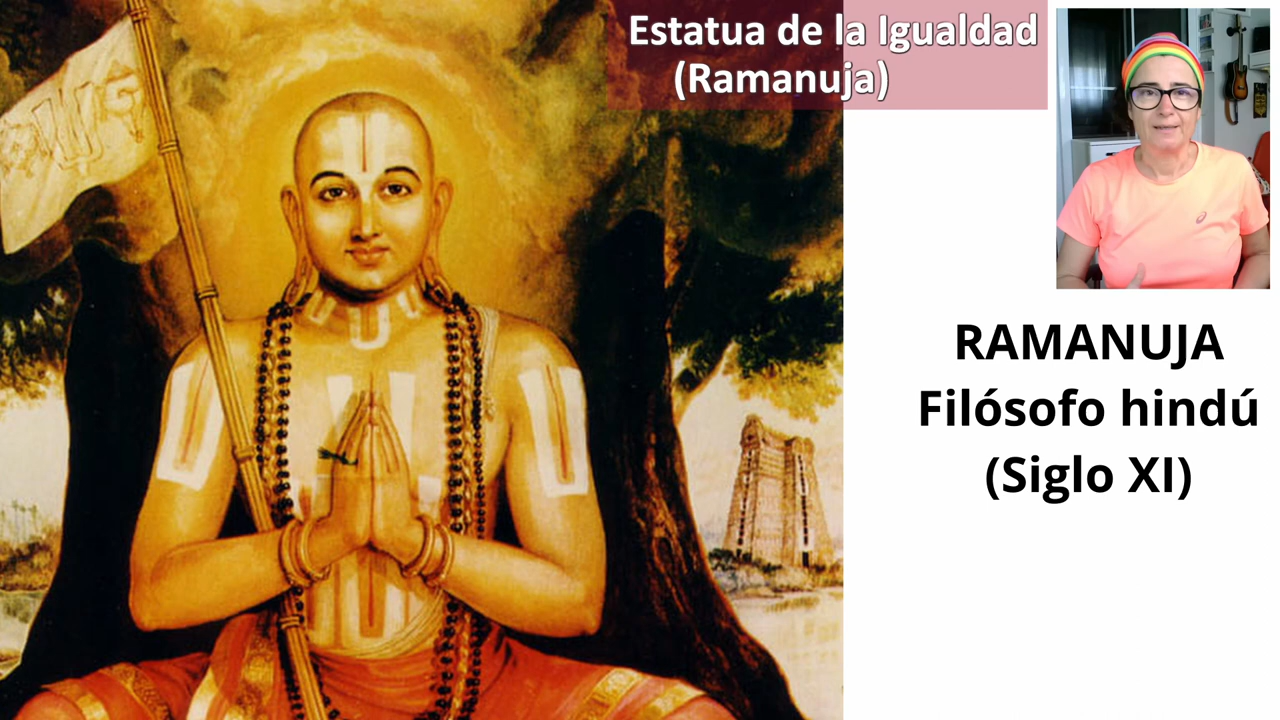 Estatua de la Igualdad
(Ramanuja)
RAMANUJA
Filósofo hindú
(Siglo XI)